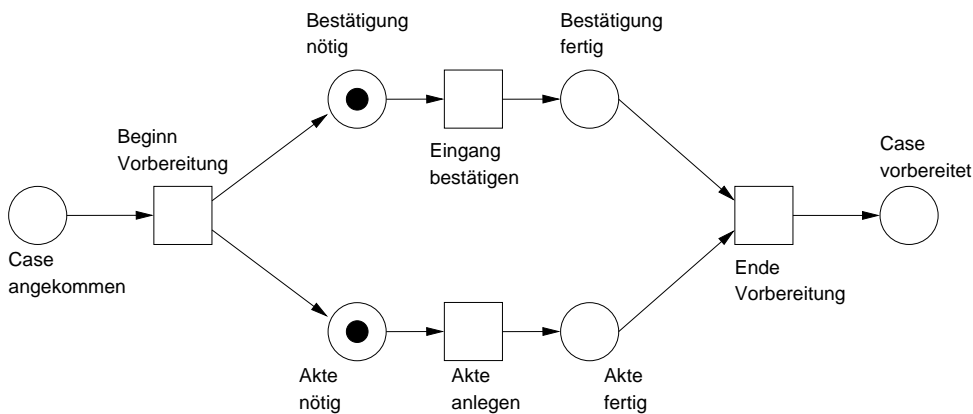 Bestätigung
nötig
Bestätigung
fertig
Beginn
Vorbereitung
Eingang
bestätigen
Case
vorbereitet
Case
angekommen
Ende
Vorbereitung
Akte
nötig
Akte
anlegen
Akte
fertig